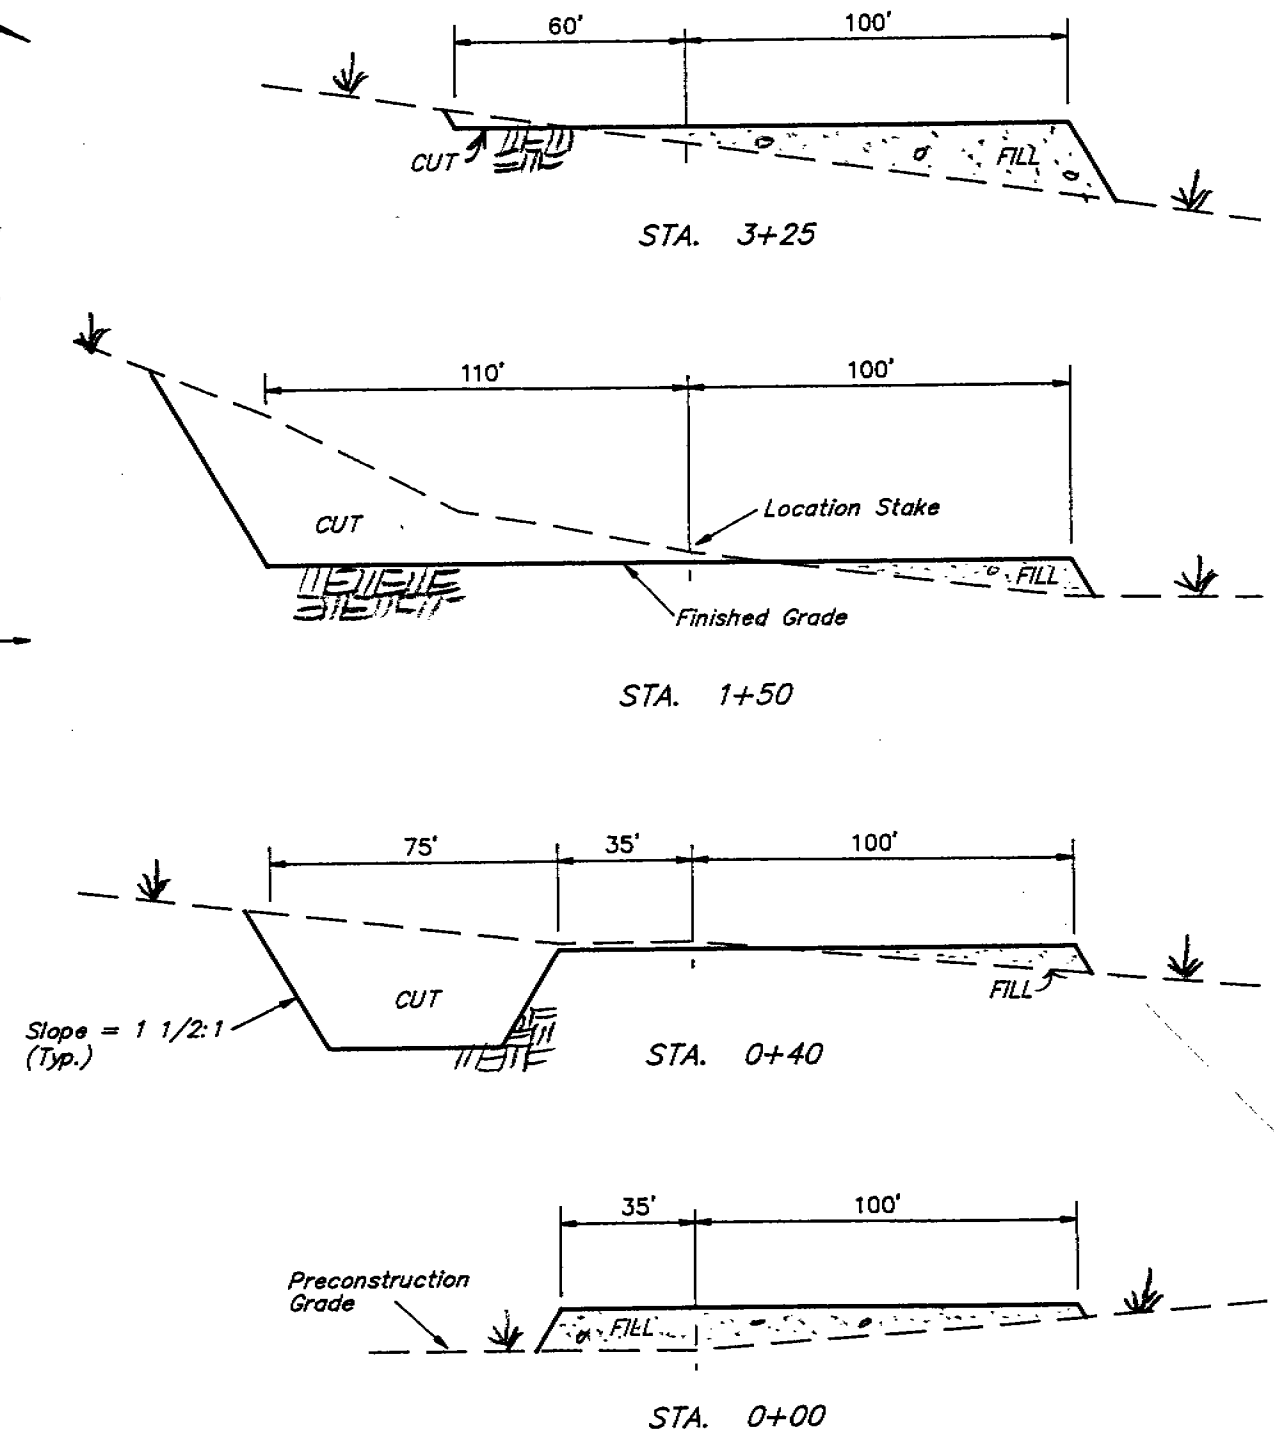 60' 100'
CUT FILL
STA. 3+25
110' 100'
Location Stake
CUT
FILL
Finished Grade
STA. 1+50
75' 35' 100'
CUT
FILL
Slope = 1 1/2:1
(Typ.)
STA. 0+40
35' 100'
Preconstruction
Grade
FILL
STA. 0+00